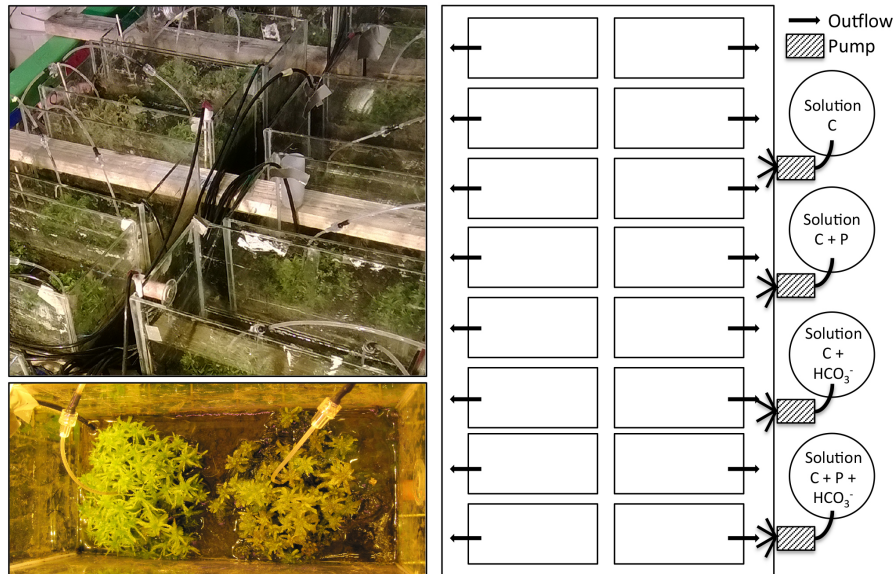 Outflow
Pump
Solution
C
Solution
C + P
Solution
C +
HCO₃⁻
Solution
C + P +
HCO₃⁻